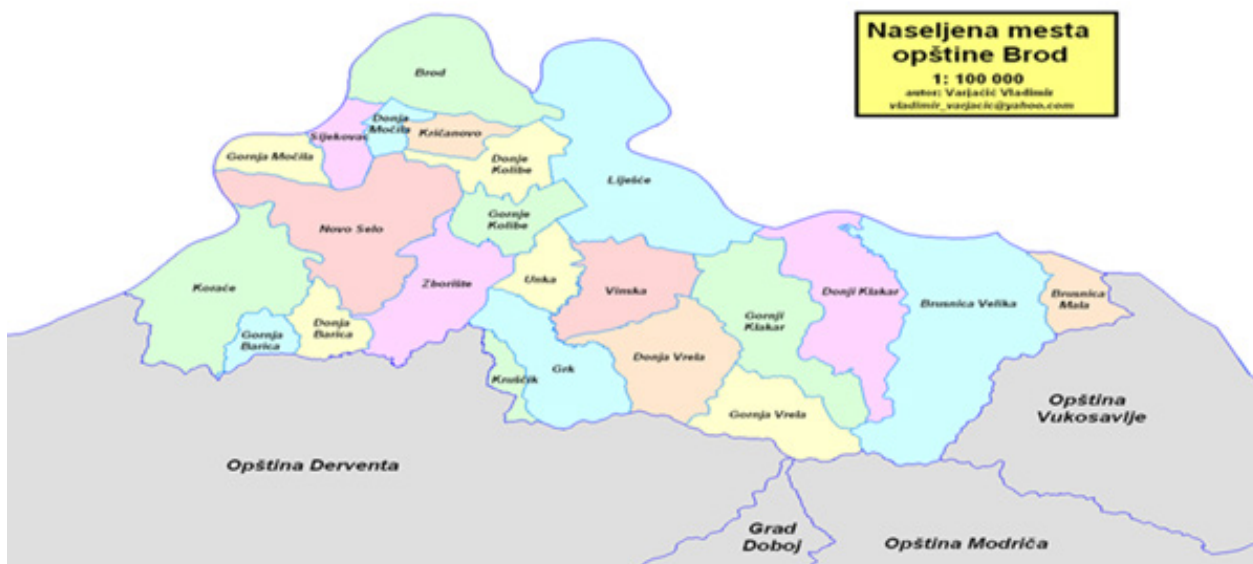 Naseljena mesta
opštine Brod
1: 100 000
autor: Varjačić Vladimir
vladimir_varjacic@yahoo.com
Brod
Donja
Močila
Sijekovac
Kričanovo
Gornja Močila
Donje
Kolibe
Liješće
Gornje
Kolibe
Novo Selo
Unka
Zborište
Vinska
Donji Klakar
Koraće
Brusnica
Mala
Brusnica Velika
Gornji
Klakar
Donja
Barica
Gornja
Barica
Donja Vrela
Grk
Kruščik
Gornja Vrela
Opština
Vukosavlje
Opština Derventa
Grad
Doboj
Opština Modriča